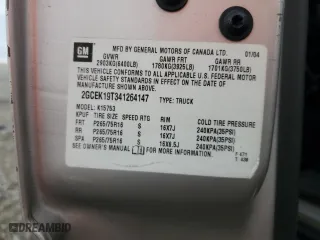 GM
MFD BY GENERAL MOTORS OF CANADA LTD. 01/04
GVWR GAWR FRT GAWR RR
2903KG(6400LB) 1780KG(3925LB) 1701KG(3750LB)
THIS VEHICLE CONFORMS TO ALL APPLICABLE U.S. FEDERAL MOTOR
VEHICLE SAFETY STANDARDS IN EFFECT ON THE DATE OF
MANUFACTURE SHOWN ABOVE.
2GCEK19T341264147 TYPE: TRUCK
MODEL: K15753
TIRE SIZE SPEED RTG RIM COLD TIRE PRESSURE
FRT P265/75R16 S 16X7J 240KPA(35PSI)
RR P265/75R16 S 16X7J 240KPA(35PSI)
SPA P265/75R16 S 16X6.5J 240KPA(35PSI)
SEE OWNER'S MANUAL FOR ADDITIONAL INFORMATION.
DREAMBID